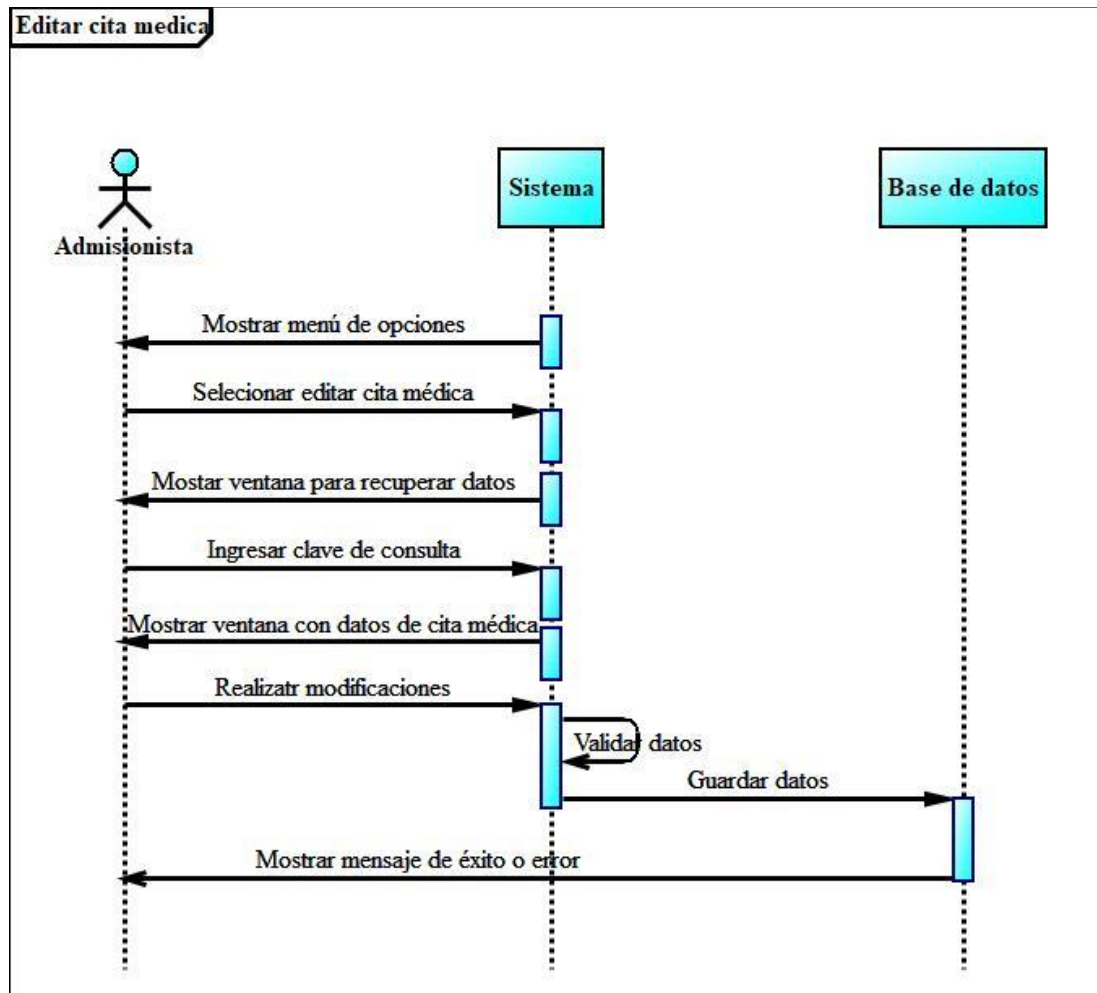 Editar cita medica
Sistema
Base de datos
Admisionista
Mostrar menú de opciones
Selecionar editar cita médica
Mostar ventana para recuperar datos
Ingresar clave de consulta
Mostrar ventana con datos de cita médica
Realizatr modificaciones
Validar datos
Guardar datos
Mostrar mensaje de éxito o error